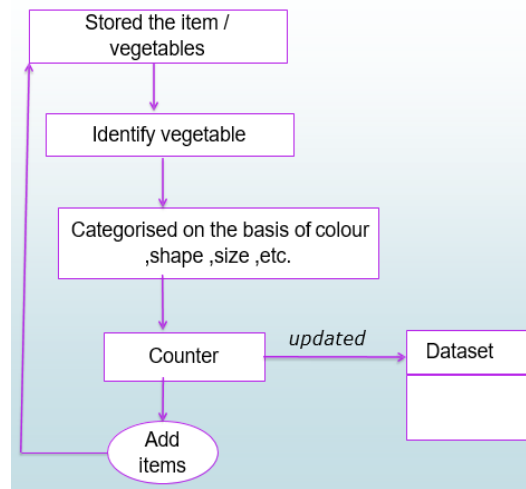 Stored the item /
vegetables
Identify vegetable
Categorised on the basis of colour
,shape ,size ,etc.
Counter
updated
Dataset
Add
items